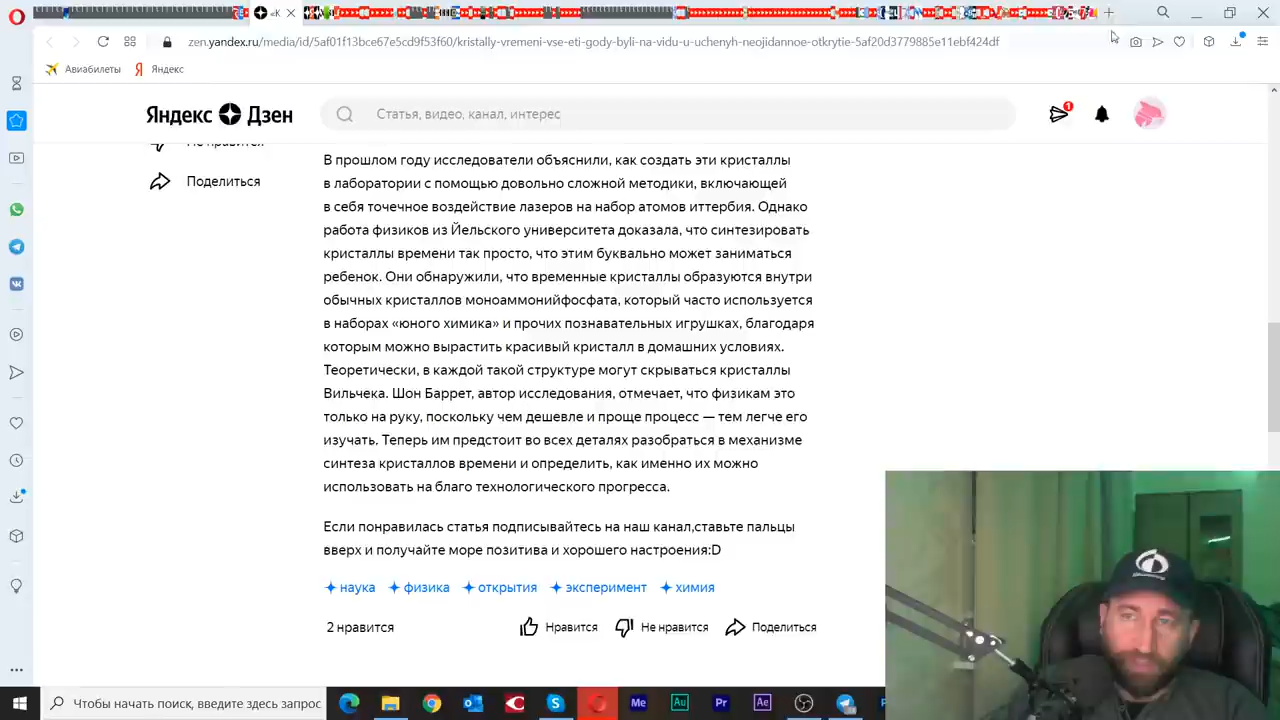 «К
zen.yandex.ru/media/id/5af01f13bce67e5cd9f53f60/kristally-vremeni-vse-eti-gody-byli-na-vidu-u-uchenyh-neojidannoe-otkrytie-5af20d3779885e11ebf424df
Авиабилеты
Я Яндекс
Яндекс Дзен
Статья, видео, канал, интерес
1
Не нравится
Поделиться
В прошлом году исследователи объяснили, как создать эти кристаллы
в лаборатории с помощью довольно сложной методики, включающей
в себя точечное воздействие лазеров на набор атомов иттербия. Однако
работа физиков из Йельского университета доказала, что синтезировать
кристаллы времени так просто, что этим буквально может заниматься
ребенок. Они обнаружили, что временные кристаллы образуются внутри
обычных кристаллов моноаммонийфосфата, который часто используется
в наборах «юного химика» и прочих познавательных игрушках, благодаря
которым можно вырастить красивый кристалл в домашних условиях.
Теоретически, в каждой такой структуре могут скрываться кристаллы
Вильчека. Шон Баррет, автор исследования, отмечает, что физикам это
только на руку, поскольку чем дешевле и проще процесс — тем легче его
изучать. Теперь им предстоит во всех деталях разобраться в механизме
синтеза кристаллов времени и определить, как именно их можно
использовать на благо технологического прогресса.
Если понравилась статья подписывайтесь на наш канал,ставьте пальцы
вверх и получайте море позитива и хорошего настроения:D
наука физика открытия эксперимент химия
2 нравится Нравится Не нравится Поделиться
Чтобы начать поиск, введите здесь запрос
Me Au Pr Ae